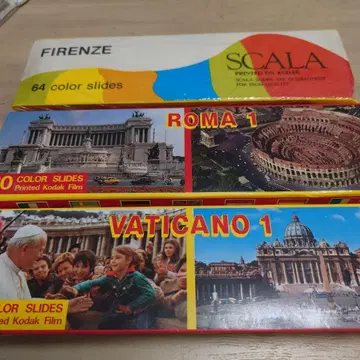 FIRENZE
64 color slides
SCALA
PRINTED ON KODAK
ROMA 1
0 COLOR SLIDES
Printed Kodak Film
VATICANO 1
OLOR SLIDES
ted Kodak Film